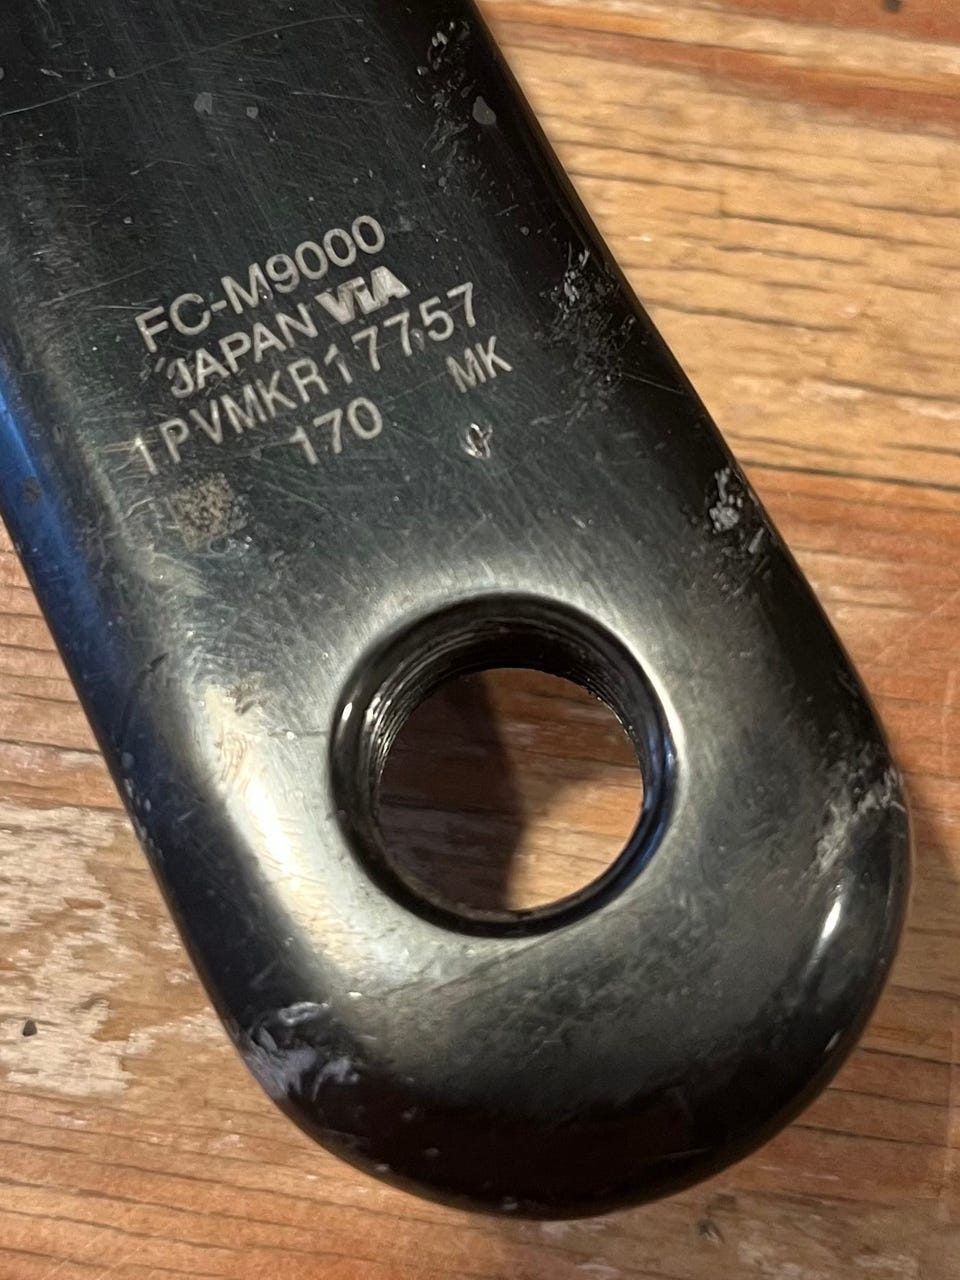 FC-M9000
JAPAN VIA
1PVMKR17757
170 MK